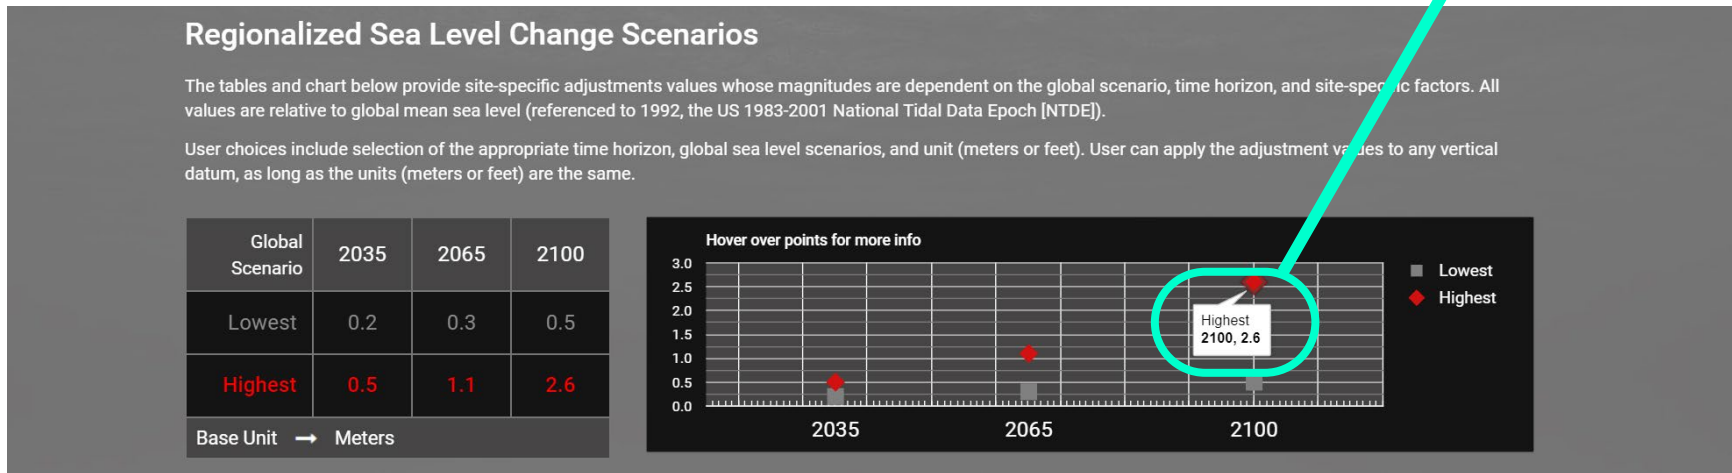 Regionalized Sea Level Change Scenarios
The tables and chart below provide site-specific adjustments values whose magnitudes are dependent on the global scenario, time horizon, and site-specific factors. All
values are relative to global mean sea level (referenced to 1992, the US 1983-2001 National Tidal Data Epoch [NTDE]).
User choices include selection of the appropriate time horizon, global sea level scenarios, and unit (meters or feet). User can apply the adjustment values to any vertical
datum, as long as the units (meters or feet) are the same.
Global Scenario 2035 2065 2100
Lowest 0.2 0.3 0.5
Highest 0.5 1.1 2.6
Base Unit → Meters
Hover over points for more info
3.0
2.5
2.0
1.5
1.0
0.5
0.0
2035 2065 2100
Highest
2100, 2.6
Lowest
Highest